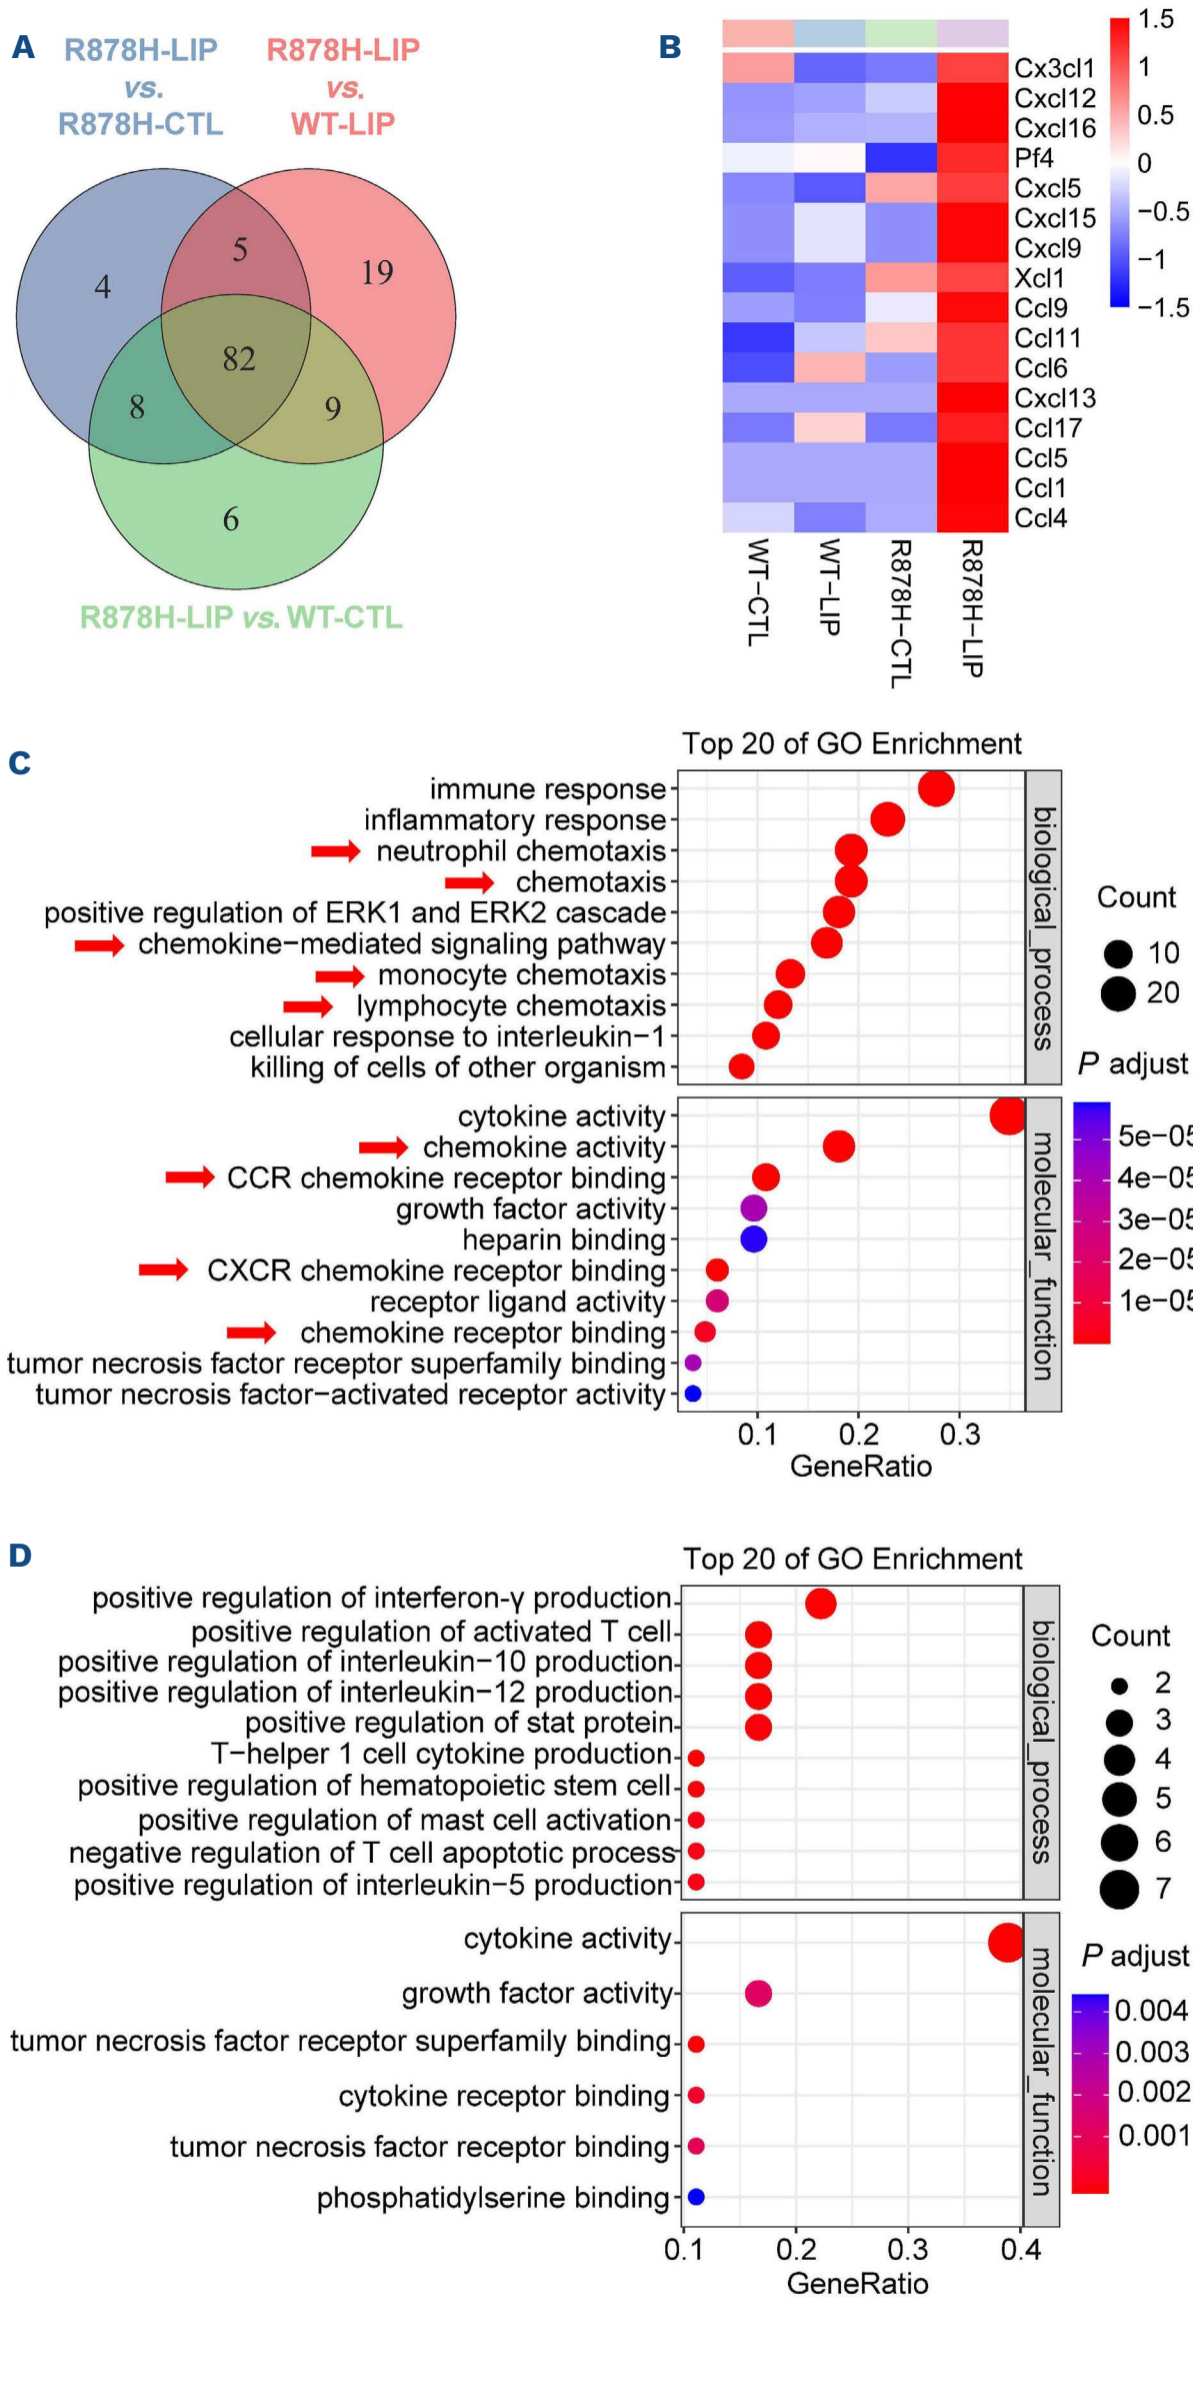 A
R878H-LIP
vs.
R878H-CTL
R878H-LIP
vs.
WT-LIP
4
5
19
82
8
9
6
R878H-LIP vs. WT-CTL
B
Cx3cl1
Cxcl12
Cxcl16
Pf4
Cxcl5
Cxcl15
Cxcl9
Xcl1
Ccl9
Ccl11
Ccl6
Cxcl13
Ccl17
Ccl5
Ccl1
Ccl4
WT−CTL
WT−LIP
R878H−CTL
R878H−LIP
1.5
1
0.5
0
−0.5
−1
−1.5
C
Top 20 of GO Enrichment
immune response
inflammatory response
neutrophil chemotaxis
chemotaxis
positive regulation of ERK1 and ERK2 cascade
chemokine−mediated signaling pathway
monocyte chemotaxis
lymphocyte chemotaxis
cellular response to interleukin−1
killing of cells of other organism
biological_process
cytokine activity
chemokine activity
CCR chemokine receptor binding
growth factor activity
heparin binding
CXCR chemokine receptor binding
receptor ligand activity
chemokine receptor binding
tumor necrosis factor receptor superfamily binding
tumor necrosis factor−activated receptor activity
molecular_function
0.1
0.2
0.3
GeneRatio
Count
10
20
P adjust
5e−05
4e−05
3e−05
2e−05
1e−05
D
Top 20 of GO Enrichment
positive regulation of interferon-γ production
positive regulation of activated T cell
positive regulation of interleukin−10 production
positive regulation of interleukin−12 production
positive regulation of stat protein
T−helper 1 cell cytokine production
positive regulation of hematopoietic stem cell
positive regulation of mast cell activation
negative regulation of T cell apoptotic process
positive regulation of interleukin−5 production
biological_process
cytokine activity
growth factor activity
tumor necrosis factor receptor superfamily binding
cytokine receptor binding
tumor necrosis factor receptor binding
phosphatidylserine binding
molecular_function
0.1
0.2
0.3
0.4
GeneRatio
Count
2
3
4
5
6
7
P adjust
0.004
0.003
0.002
0.001